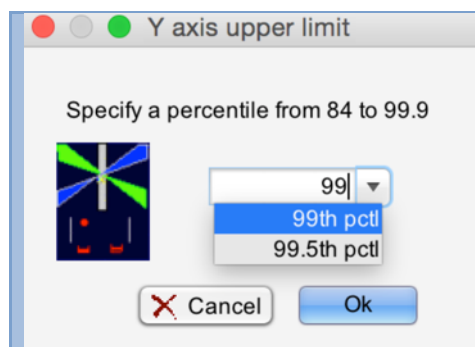 Y axis upper limit
Specify a percentile from 84 to 99.9
99
99th pctl
99.5th pctl
Cancel
Ok